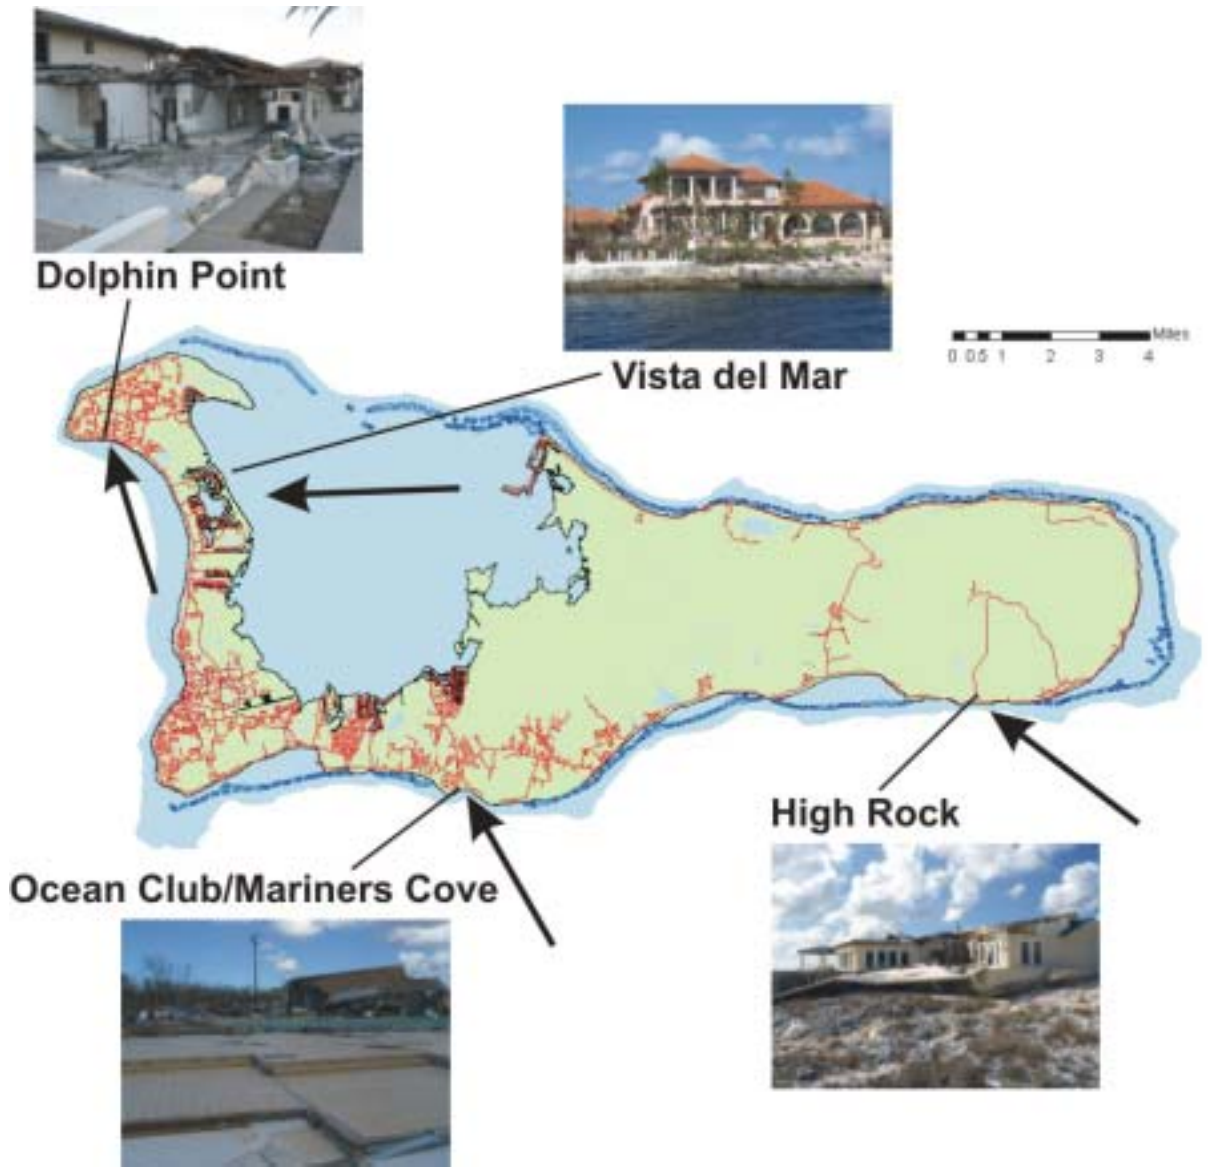 Dolphin Point
Vista del Mar
Miles
0 0.5 1 2 3 4
High Rock
Ocean Club/Mariners Cove